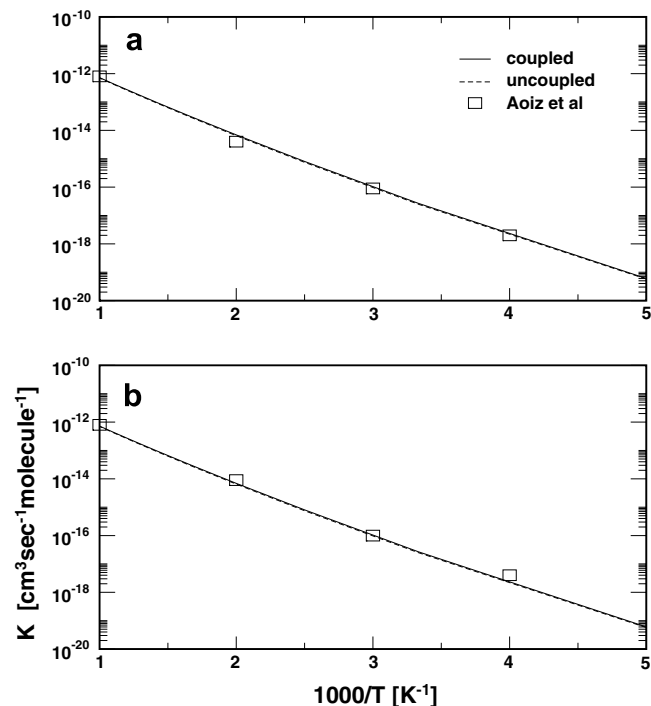 10⁻¹⁰
a
coupled
uncoupled
Aoiz et al
10⁻¹²
10⁻¹⁴
10⁻¹⁶
10⁻¹⁸
10⁻²⁰
1 2 3 4 5
10⁻¹⁰
b
10⁻¹²
10⁻¹⁴
10⁻¹⁶
10⁻¹⁸
10⁻²⁰
1 2 3 4 5
K [cm³sec⁻¹molecule⁻¹]
1000/T [K⁻¹]